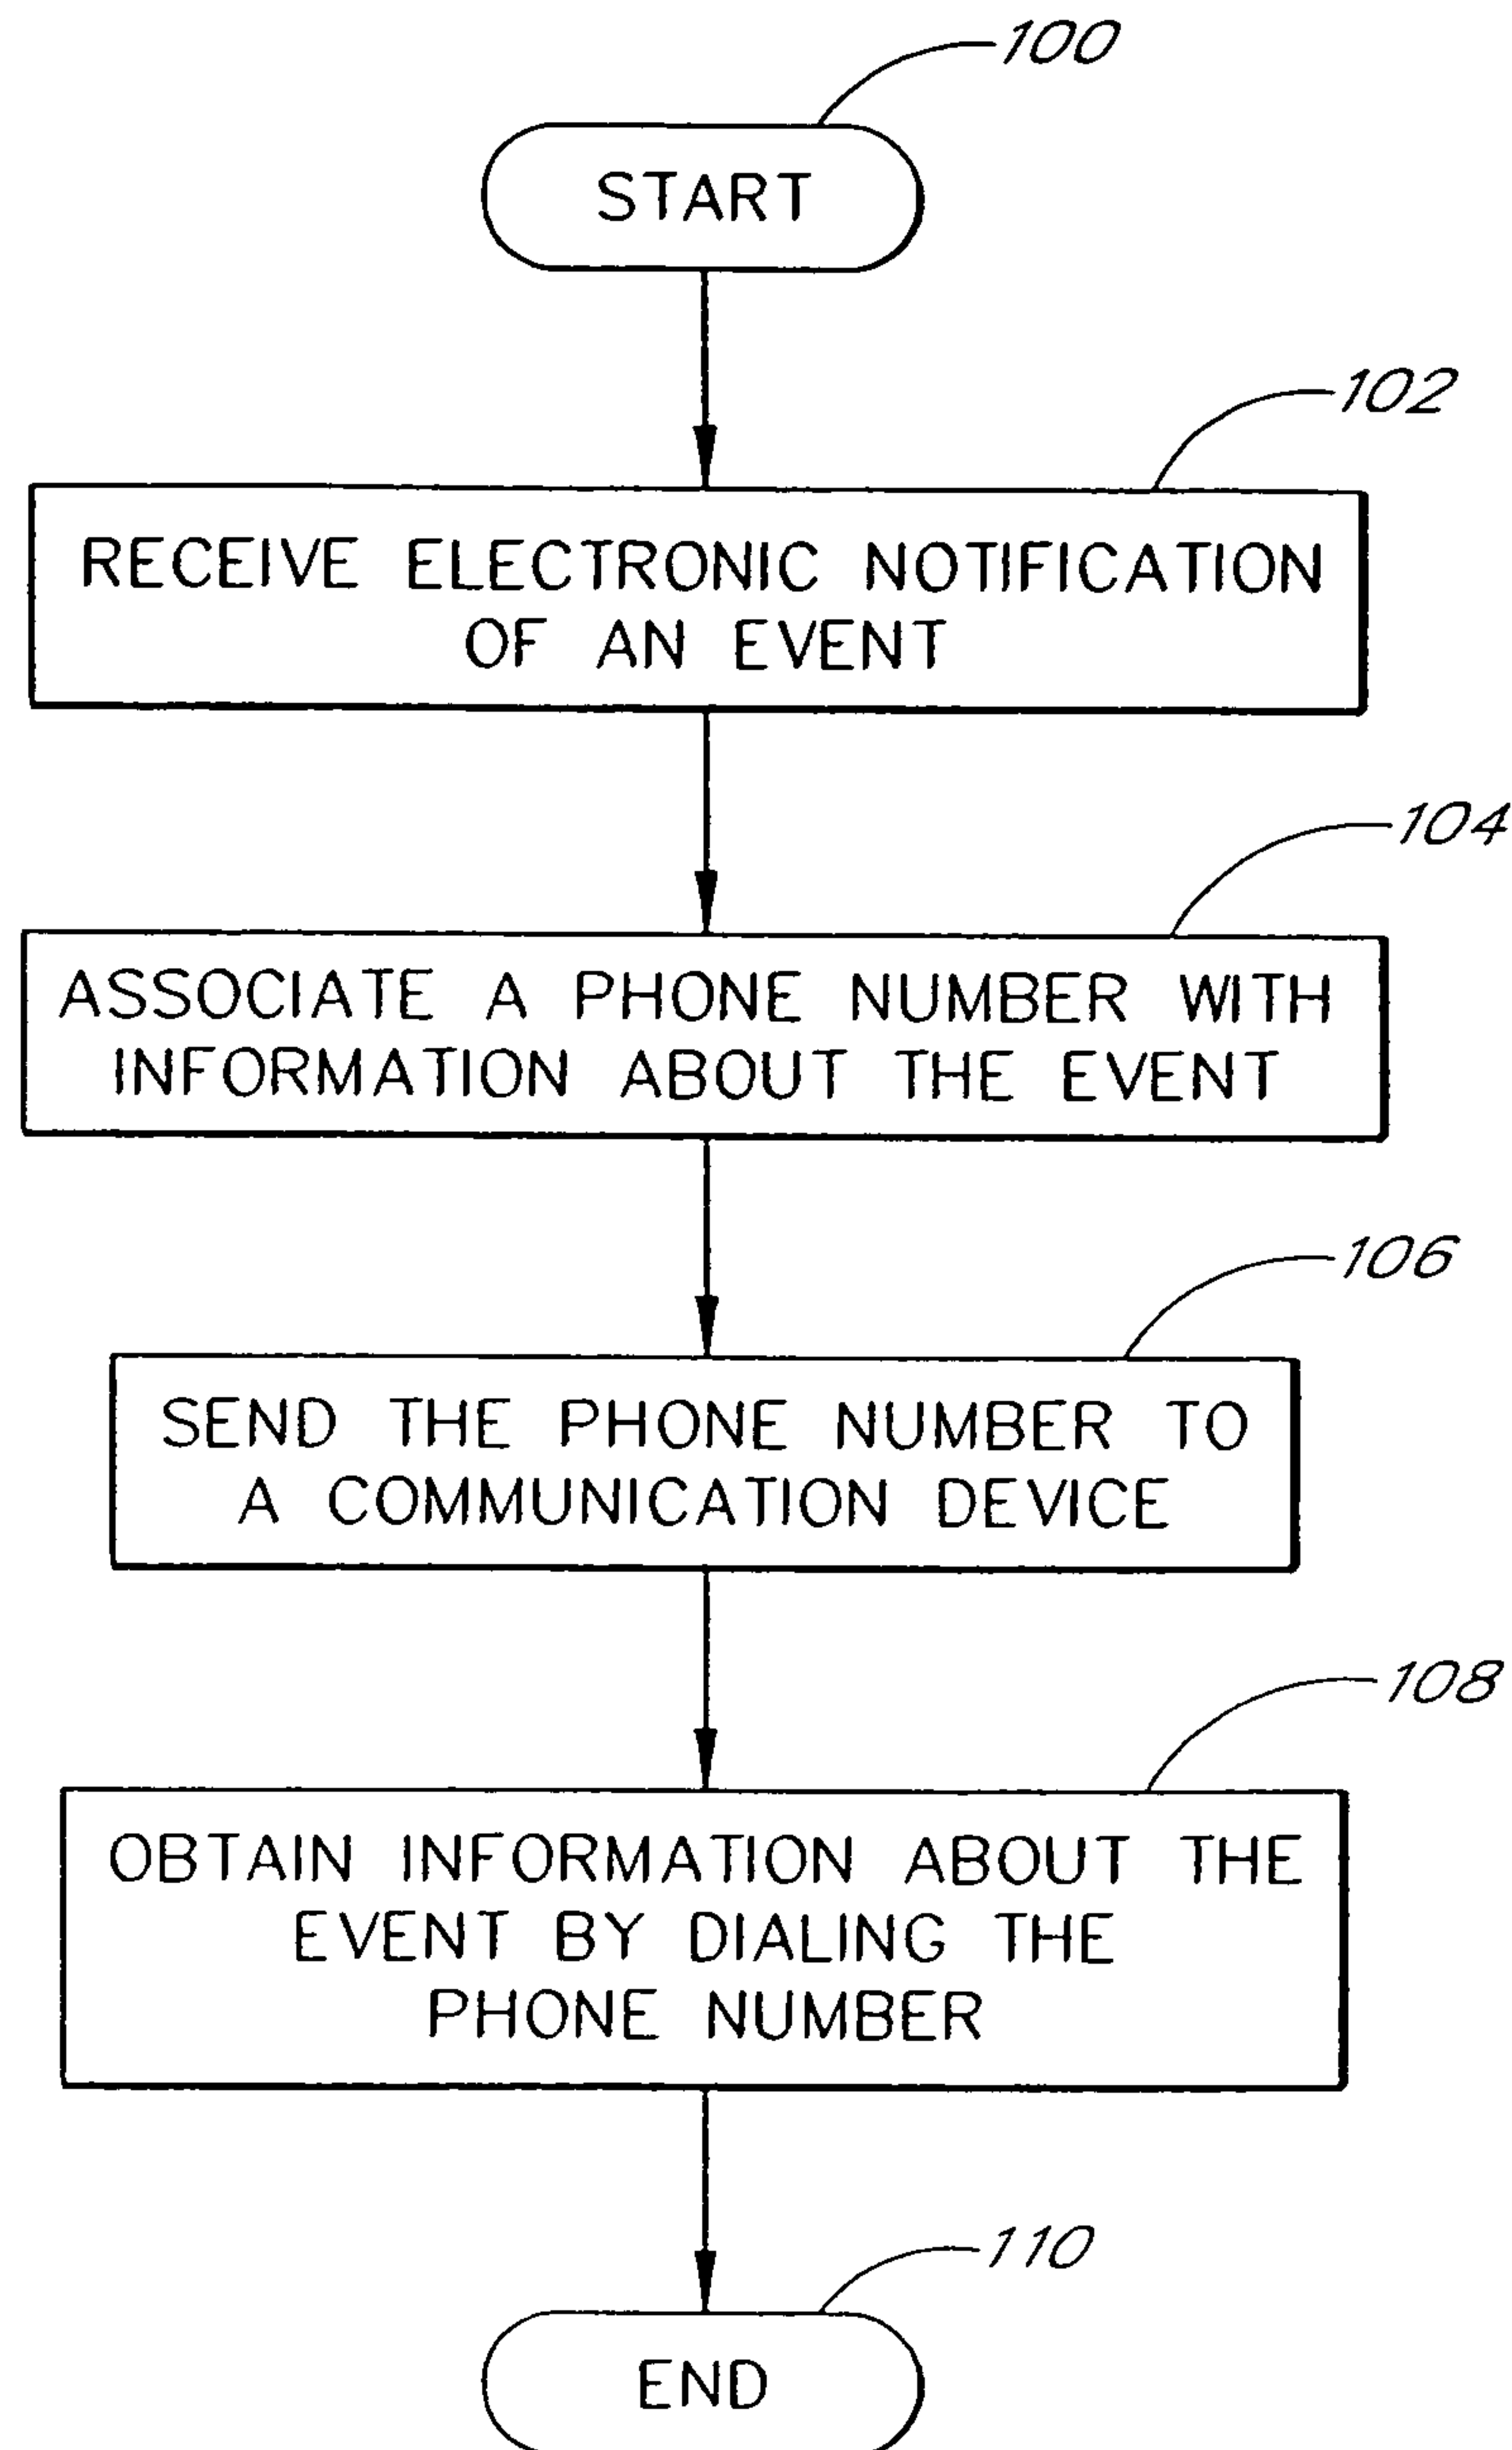 100
START
102
RECEIVE ELECTRONIC NOTIFICATION
OF AN EVENT
104
ASSOCIATE A PHONE NUMBER WITH
INFORMATION ABOUT THE EVENT
106
SEND THE PHONE NUMBER TO
A COMMUNICATION DEVICE
108
OBTAIN INFORMATION ABOUT THE
EVENT BY DIALING THE
PHONE NUMBER
110
END